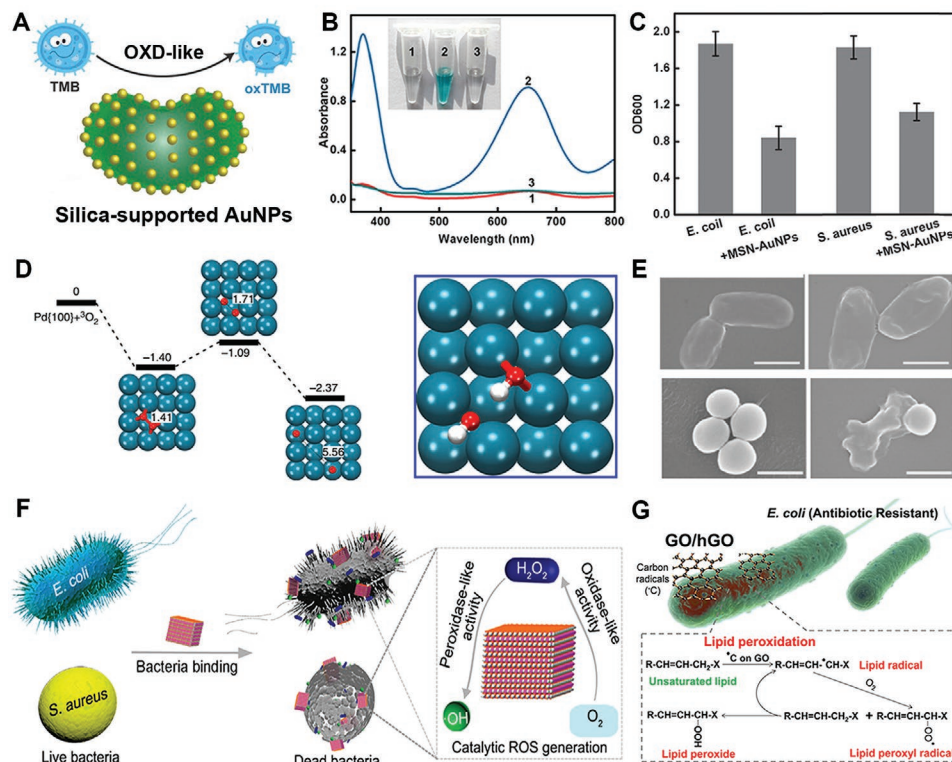 A
TMB
OXD-like
oxTMB
Silica-supported AuNPs
B
Absorbance
1.2
0.8
0.4
0.0
1 2 3
2
3
1
400 500 600 700 800
Wavelength (nm)
C
OD600
2.0
1.8
1.2
0.6
0.0
E. coil
E. coil
+MSN-AuNPs
S. aureus
S. aureus
+MSN-AuNPs
D
0
Pd{100}+³O₂
−1.40
1.41
1.71
−1.09
−2.37
5.56
E
F
E. coli
S. aureus
Live bacteria
Bacteria binding
Dead bacteria
Peroxidase-like
activity
H₂O₂
Oxidase-like
activity
·OH
O₂
Catalytic ROS generation
G
E. coli (Antibiotic Resistant)
GO/hGO
Carbon
radicals
(•C)
Lipid peroxidation
R-CH=CH-CH₂-X
•C on GO
R-CH=CH-•CH-X
Lipid radical
Unsaturated lipid
O₂
R-CH=CH-CH-X
HOO
R-CH=CH-CH₂-X + R-CH=CH-CH-X
OO•
Lipid peroxide
Lipid peroxyl radical